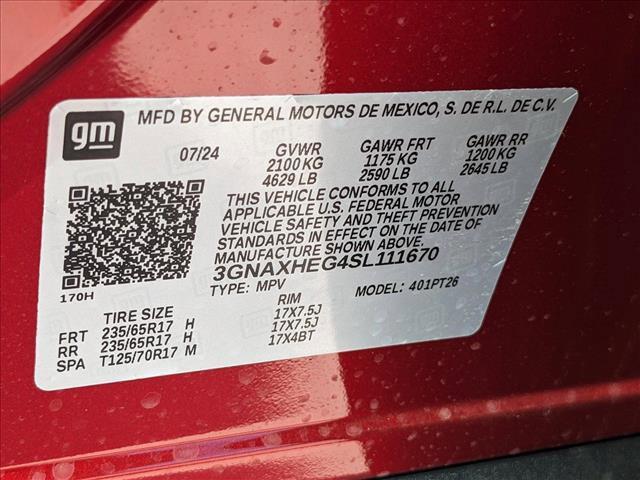 gm
MFD BY GENERAL MOTORS DE MEXICO, S. DE R.L. DE C.V.
07/24 GVWR GAWR FRT GAWR RR
2100 KG 1175 KG 1200 KG
4629 LB 2590 LB 2645 LB
THIS VEHICLE CONFORMS TO ALL
APPLICABLE U.S. FEDERAL MOTOR
VEHICLE SAFETY AND THEFT PREVENTION
STANDARDS IN EFFECT ON THE DATE OF
MANUFACTURE SHOWN ABOVE.
3GNAXHEG4SL111670
170H TYPE: MPV MODEL: 401PT26
TIRE SIZE RIM
FRT 235/65R17 H 17X7.5J
RR 235/65R17 H 17X7.5J
SPA T125/70R17 M 17X4BT